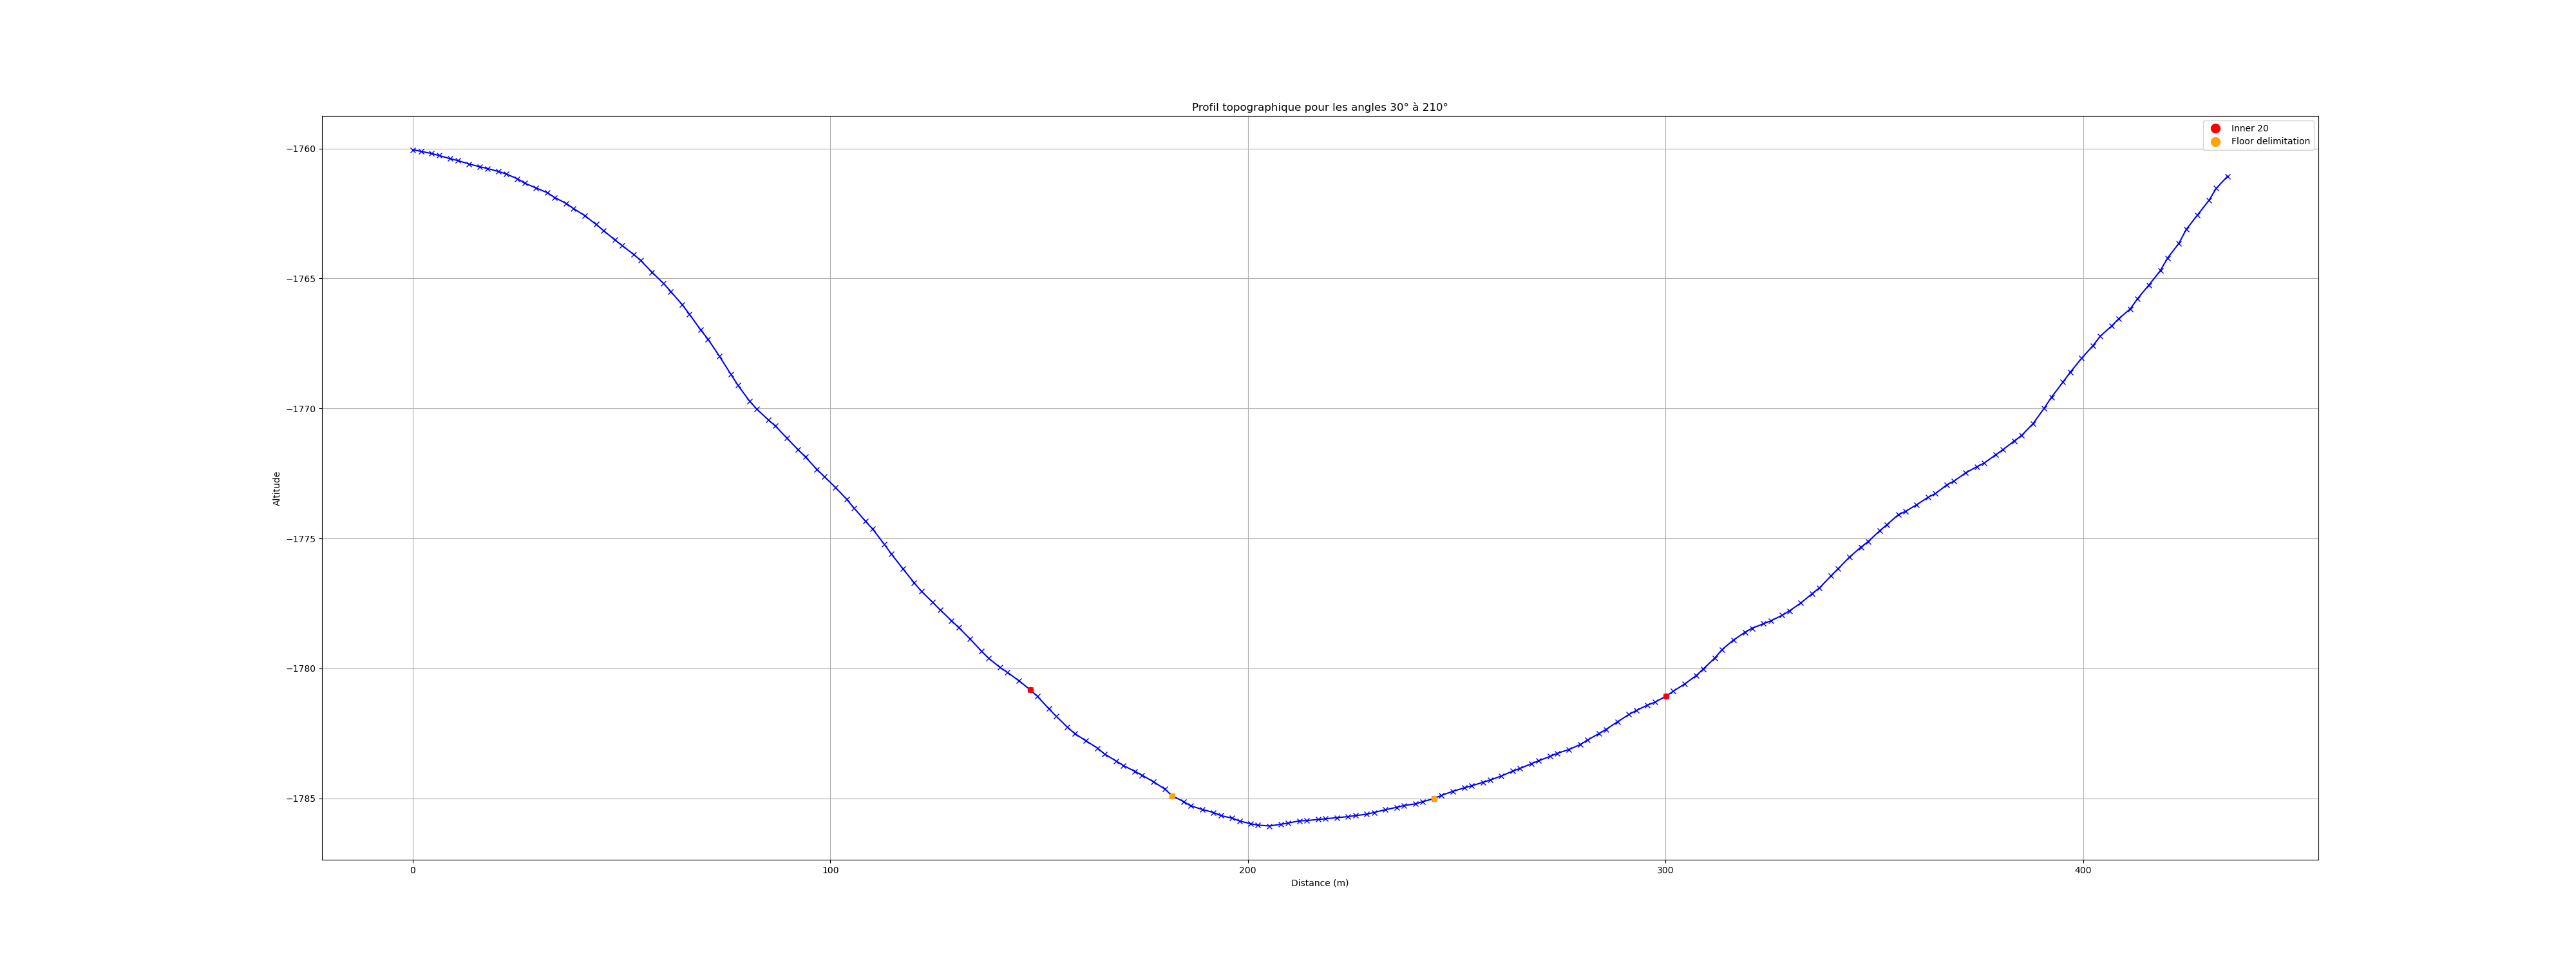 Profil topographique pour les angles 30° à 210°
Inner 20
Floor delimitation
−1760
−1765
−1770
−1775
−1780
−1785
Altitude
0 100 200 300 400
Distance (m)